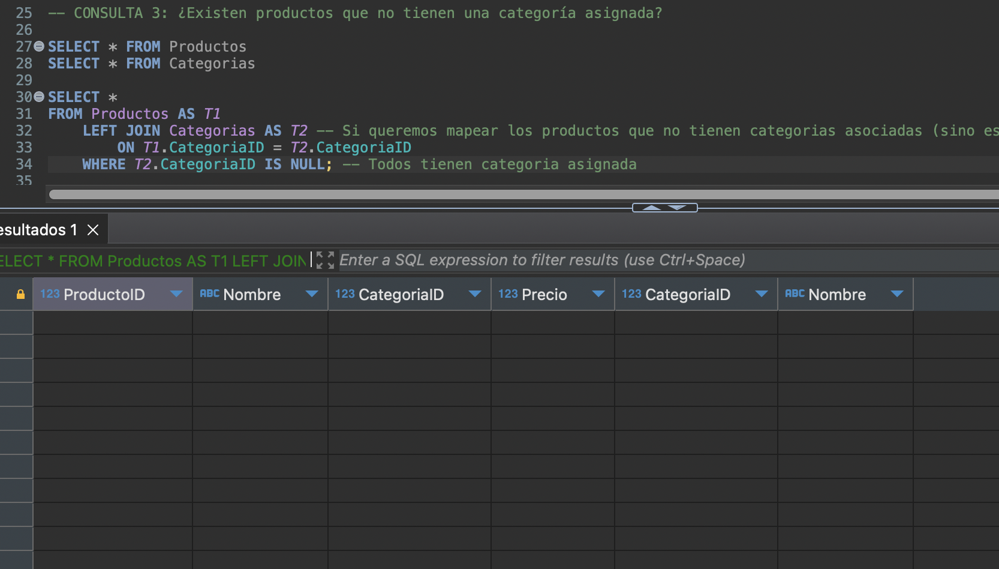 25 -- CONSULTA 3: ¿Existen productos que no tienen una categoría asignada?
26
27 SELECT * FROM Productos
28 SELECT * FROM Categorias
29
30 SELECT *
31 FROM Productos AS T1
32 LEFT JOIN Categorias AS T2 -- Si queremos mapear los productos que no tienen categorias asociadas (sino es
33 ON T1.CategoriaID = T2.CategoriaID
34 WHERE T2.CategoriaID IS NULL; -- Todos tienen categoria asignada
35
esultados 1
ELECT * FROM Productos AS T1 LEFT JOIN Enter a SQL expression to filter results (use Ctrl+Space)
123 ProductoID ABC Nombre 123 CategoriaID 123 Precio 123 CategoriaID ABC Nombre